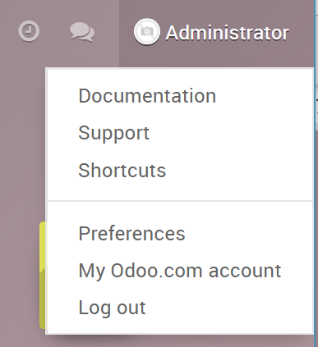 Administrator
Documentation
Support
Shortcuts
Preferences
My Odoo.com account
Log out